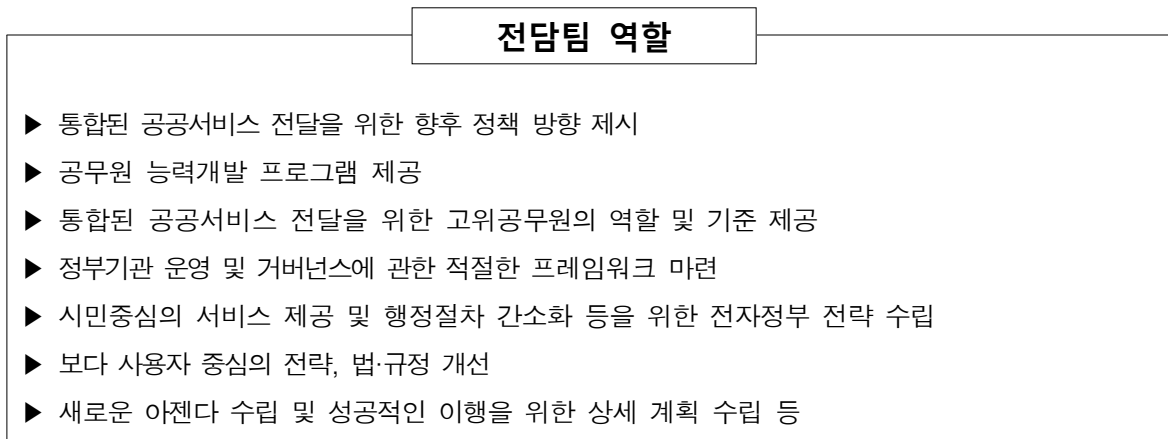 전담팀 역할
▶ 통합된 공공서비스 전달을 위한 향후 정책 방향 제시
▶ 공무원 능력개발 프로그램 제공
▶ 통합된 공공서비스 전달을 위한 고위공무원의 역할 및 기준 제공
▶ 정부기관 운영 및 거버넌스에 관한 적절한 프레임워크 마련
▶ 시민중심의 서비스 제공 및 행정절차 간소화 등을 위한 전자정부 전략 수립
▶ 보다 사용자 중심의 전략, 법·규정 개선
▶ 새로운 아젠다 수립 및 성공적인 이행을 위한 상세 계획 수립 등